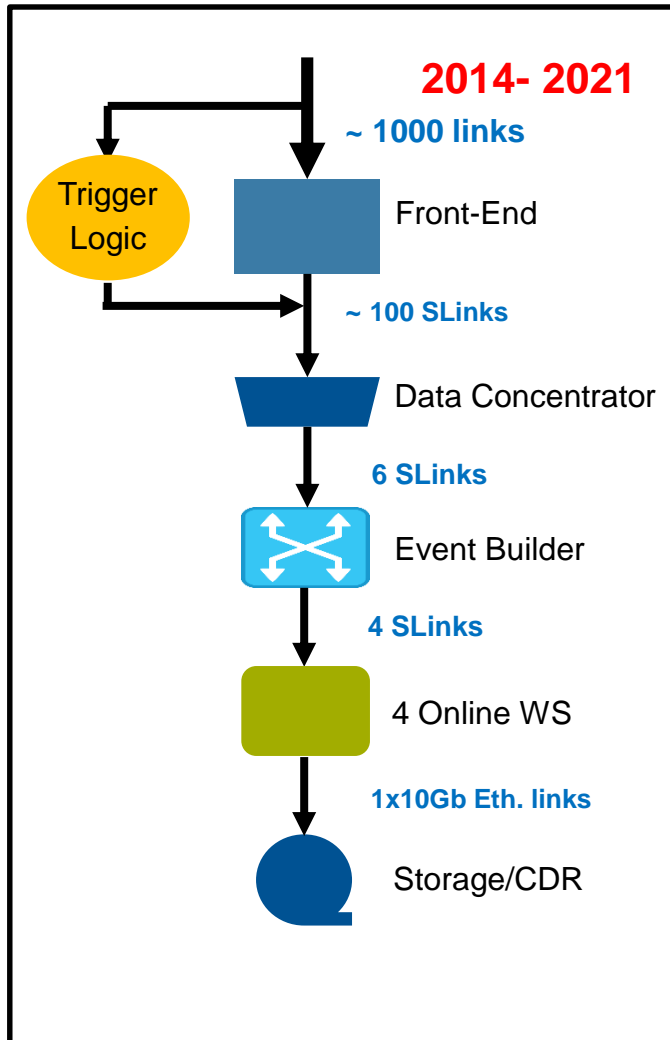 2014- 2021
~ 1000 links
Trigger
Logic
Front-End
~ 100 SLinks
Data Concentrator
6 SLinks
Event Builder
4 SLinks
4 Online WS
1x10Gb Eth. links
Storage/CDR